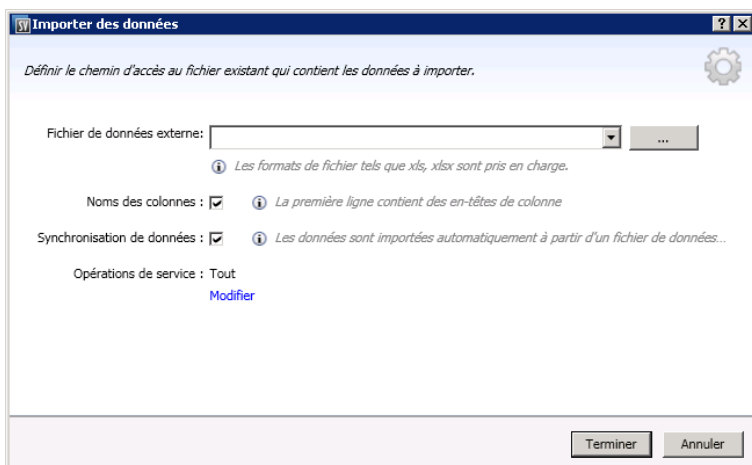 SV Importer des données ? X
Définir le chemin d'accès au fichier existant qui contient les données à importer.
Fichier de données externe: ...
Les formats de fichier tels que xls, xlsx sont pris en charge.
Noms des colonnes : La première ligne contient des en-têtes de colonne
Synchronisation de données : Les données sont importées automatiquement à partir d'un fichier de données...
Opérations de service : Tout
Modifier
Terminer Annuler